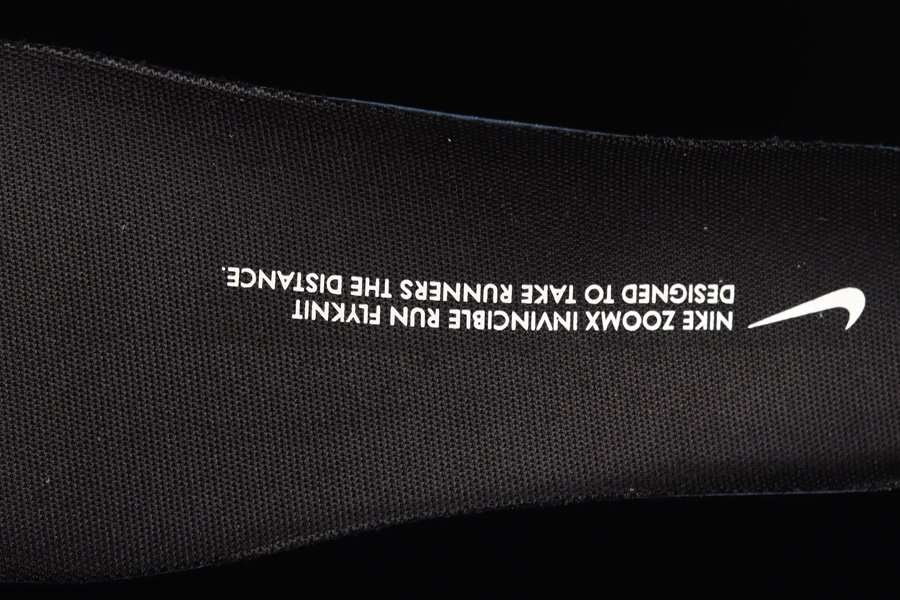 NIKE ZOOMX INVINCIBLE RUN FLYKNIT
DESIGNED TO TAKE RUNNERS THE DISTANCE.